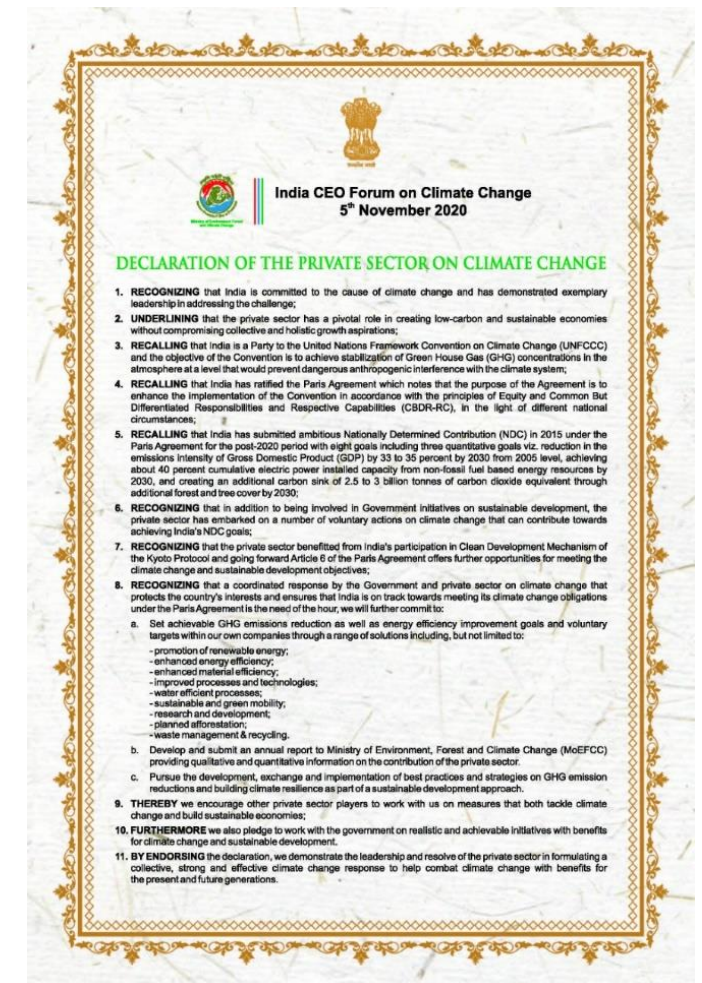 सत्यमेव जयते
India CEO Forum on Climate Change
5th November 2020
Ministry of Environment, Forest
and Climate Change
DECLARATION OF THE PRIVATE SECTOR ON CLIMATE CHANGE
1. RECOGNIZING that India is committed to the cause of climate change and has demonstrated exemplary
leadership in addressing the challenge;
2. UNDERLINING that the private sector has a pivotal role in creating low-carbon and sustainable economies
without compromising collective and holistic growth aspirations;
3. RECALLING that India is a Party to the United Nations Framework Convention on Climate Change (UNFCCC)
and the objective of the Convention is to achieve stabilization of Green House Gas (GHG) concentrations in the
atmosphere at a level that would prevent dangerous anthropogenic interference with the climate system;
4. RECALLING that India has ratified the Paris Agreement which notes that the purpose of the Agreement is to
enhance the implementation of the Convention in accordance with the principles of Equity and Common But
Differentiated Responsibilities and Respective Capabilities (CBDR-RC), in the light of different national
circumstances;
5. RECALLING that India has submitted ambitious Nationally Determined Contribution (NDC) in 2015 under the
Paris Agreement for the post-2020 period with eight goals including three quantitative goals viz. reduction in the
emissions intensity of Gross Domestic Product (GDP) by 33 to 35 percent by 2030 from 2005 level, achieving
about 40 percent cumulative electric power installed capacity from non-fossil fuel based energy resources by
2030, and creating an additional carbon sink of 2.5 to 3 billion tonnes of carbon dioxide equivalent through
additional forest and tree cover by 2030;
6. RECOGNIZING that in addition to being involved in Government initiatives on sustainable development, the
private sector has embarked on a number of voluntary actions on climate change that can contribute towards
achieving India's NDC goals;
7. RECOGNIZING that the private sector benefitted from India's participation in Clean Development Mechanism of
the Kyoto Protocol and going forward Article 6 of the Paris Agreement offers further opportunities for meeting the
climate change and sustainable development objectives;
8. RECOGNIZING that a coordinated response by the Government and private sector on climate change that
protects the country's interests and ensures that India is on track towards meeting its climate change obligations
under the Paris Agreement is the need of the hour, we will further commit to:
a. Set achievable GHG emissions reduction as well as energy efficiency improvement goals and voluntary
targets within our own companies through a range of solutions including, but not limited to:
- promotion of renewable energy;
- enhanced energy efficiency;
- enhanced material efficiency;
- improved processes and technologies;
- water efficient processes;
- sustainable and green mobility;
- research and development;
- planned afforestation;
- waste management & recycling.
b. Develop and submit an annual report to Ministry of Environment, Forest and Climate Change (MoEFCC)
providing qualitative and quantitative information on the contribution of the private sector.
c. Pursue the development, exchange and implementation of best practices and strategies on GHG emission
reductions and building climate resilience as part of a sustainable development approach.
9. THEREBY we encourage other private sector players to work with us on measures that both tackle climate
change and build sustainable economies;
10. FURTHERMORE we also pledge to work with the government on realistic and achievable initiatives with benefits
for climate change and sustainable development.
11. BY ENDORSING the declaration, we demonstrate the leadership and resolve of the private sector in formulating a
collective, strong and effective climate change response to help combat climate change with benefits for
the present and future generations.